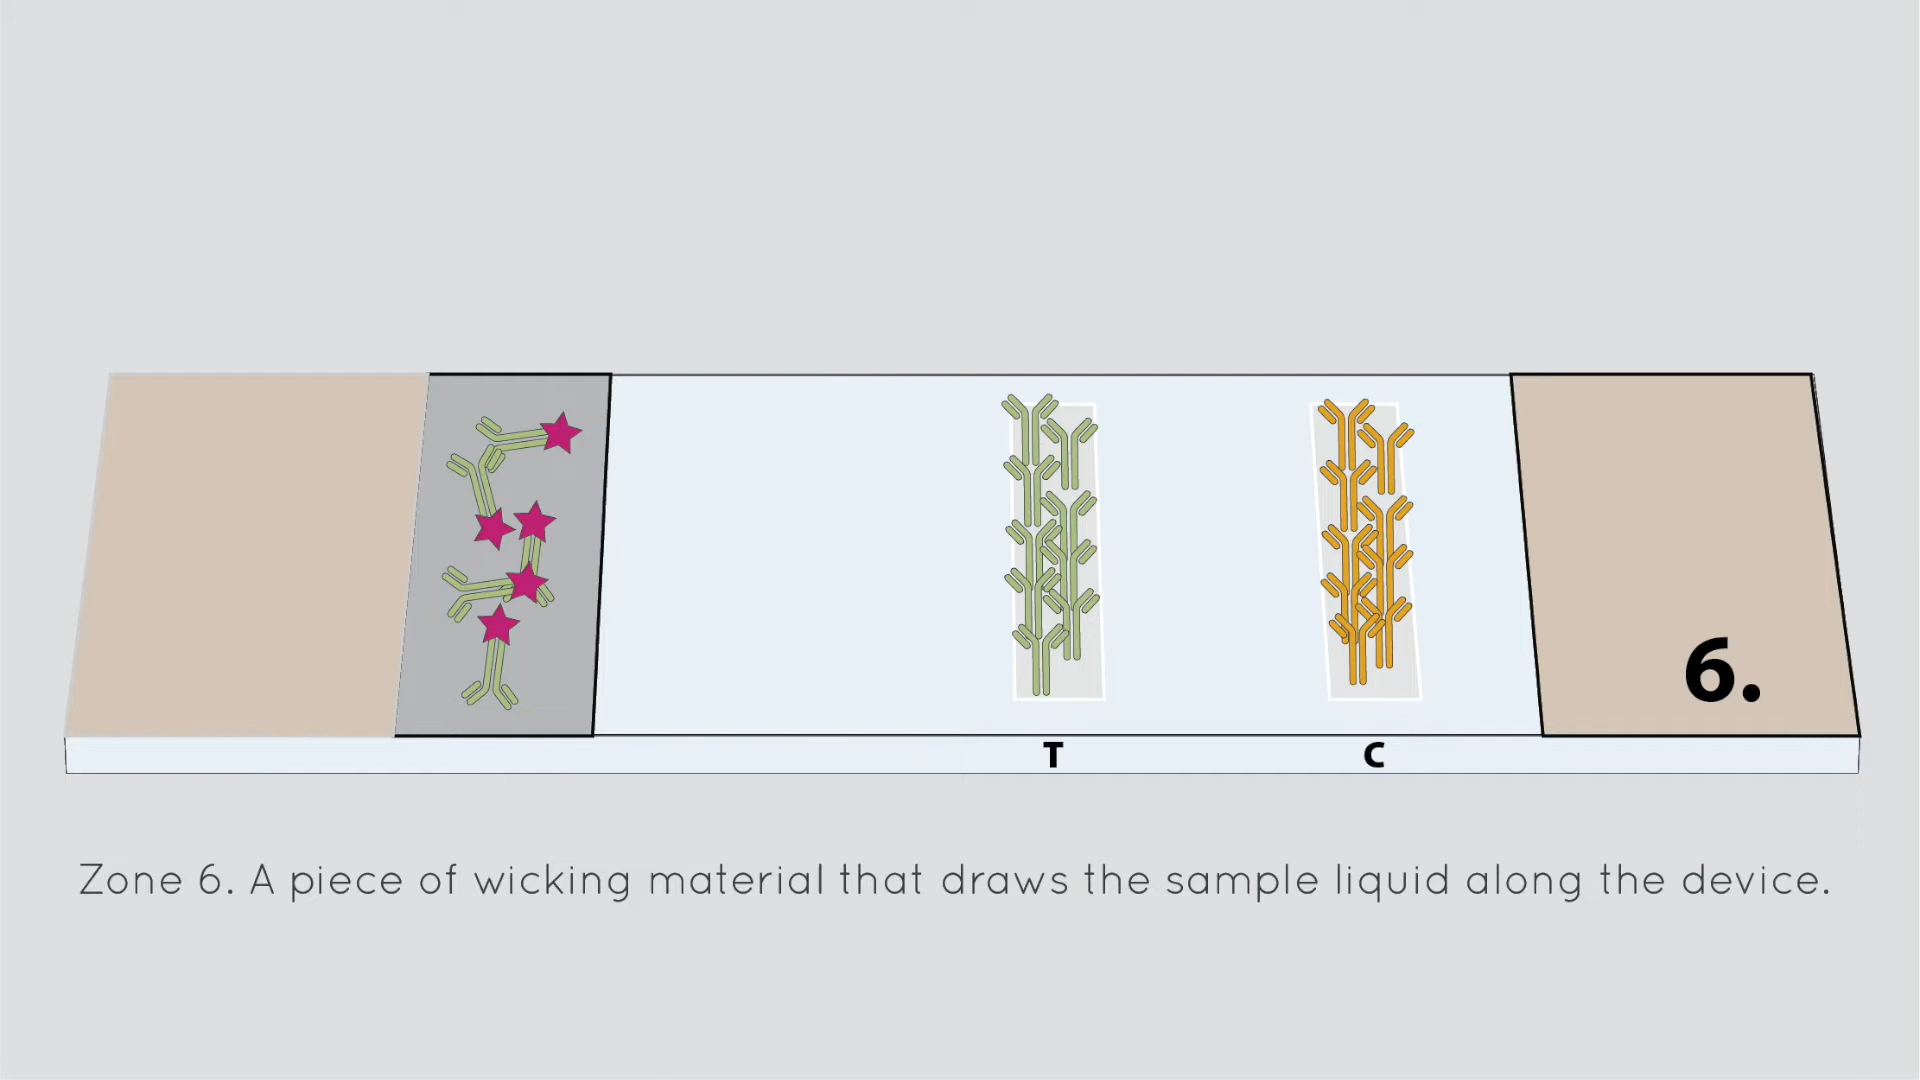 6.
T
C
Zone 6. A piece of wicking material that draws the sample liquid along the device.